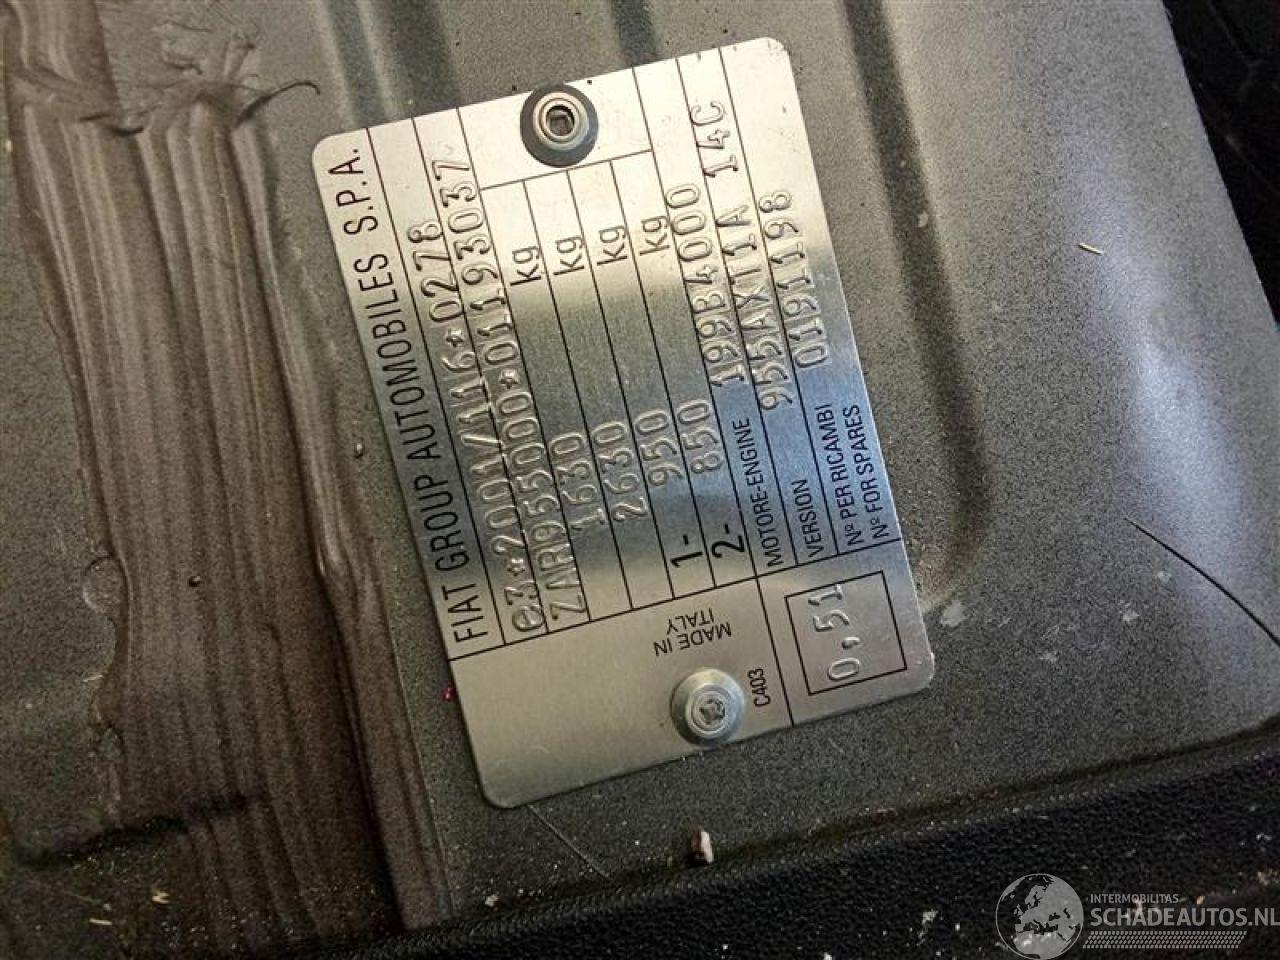 FIAT GROUP AUTOMOBILES S.P.A.
e3*2001/116*0278
ZAR95500000*01193037
1630 kg
2630 kg
1- 950 kg
2- 850 kg
MOTORE-ENGINE 199B4000
VERSION 955AXT1A 14C
Nº PER RICAMBI 0191198
Nº FOR SPARES
MADE IN
ITALY
C403
0,51
INTERMOBILITAS
SCHADEAUTOS.NL